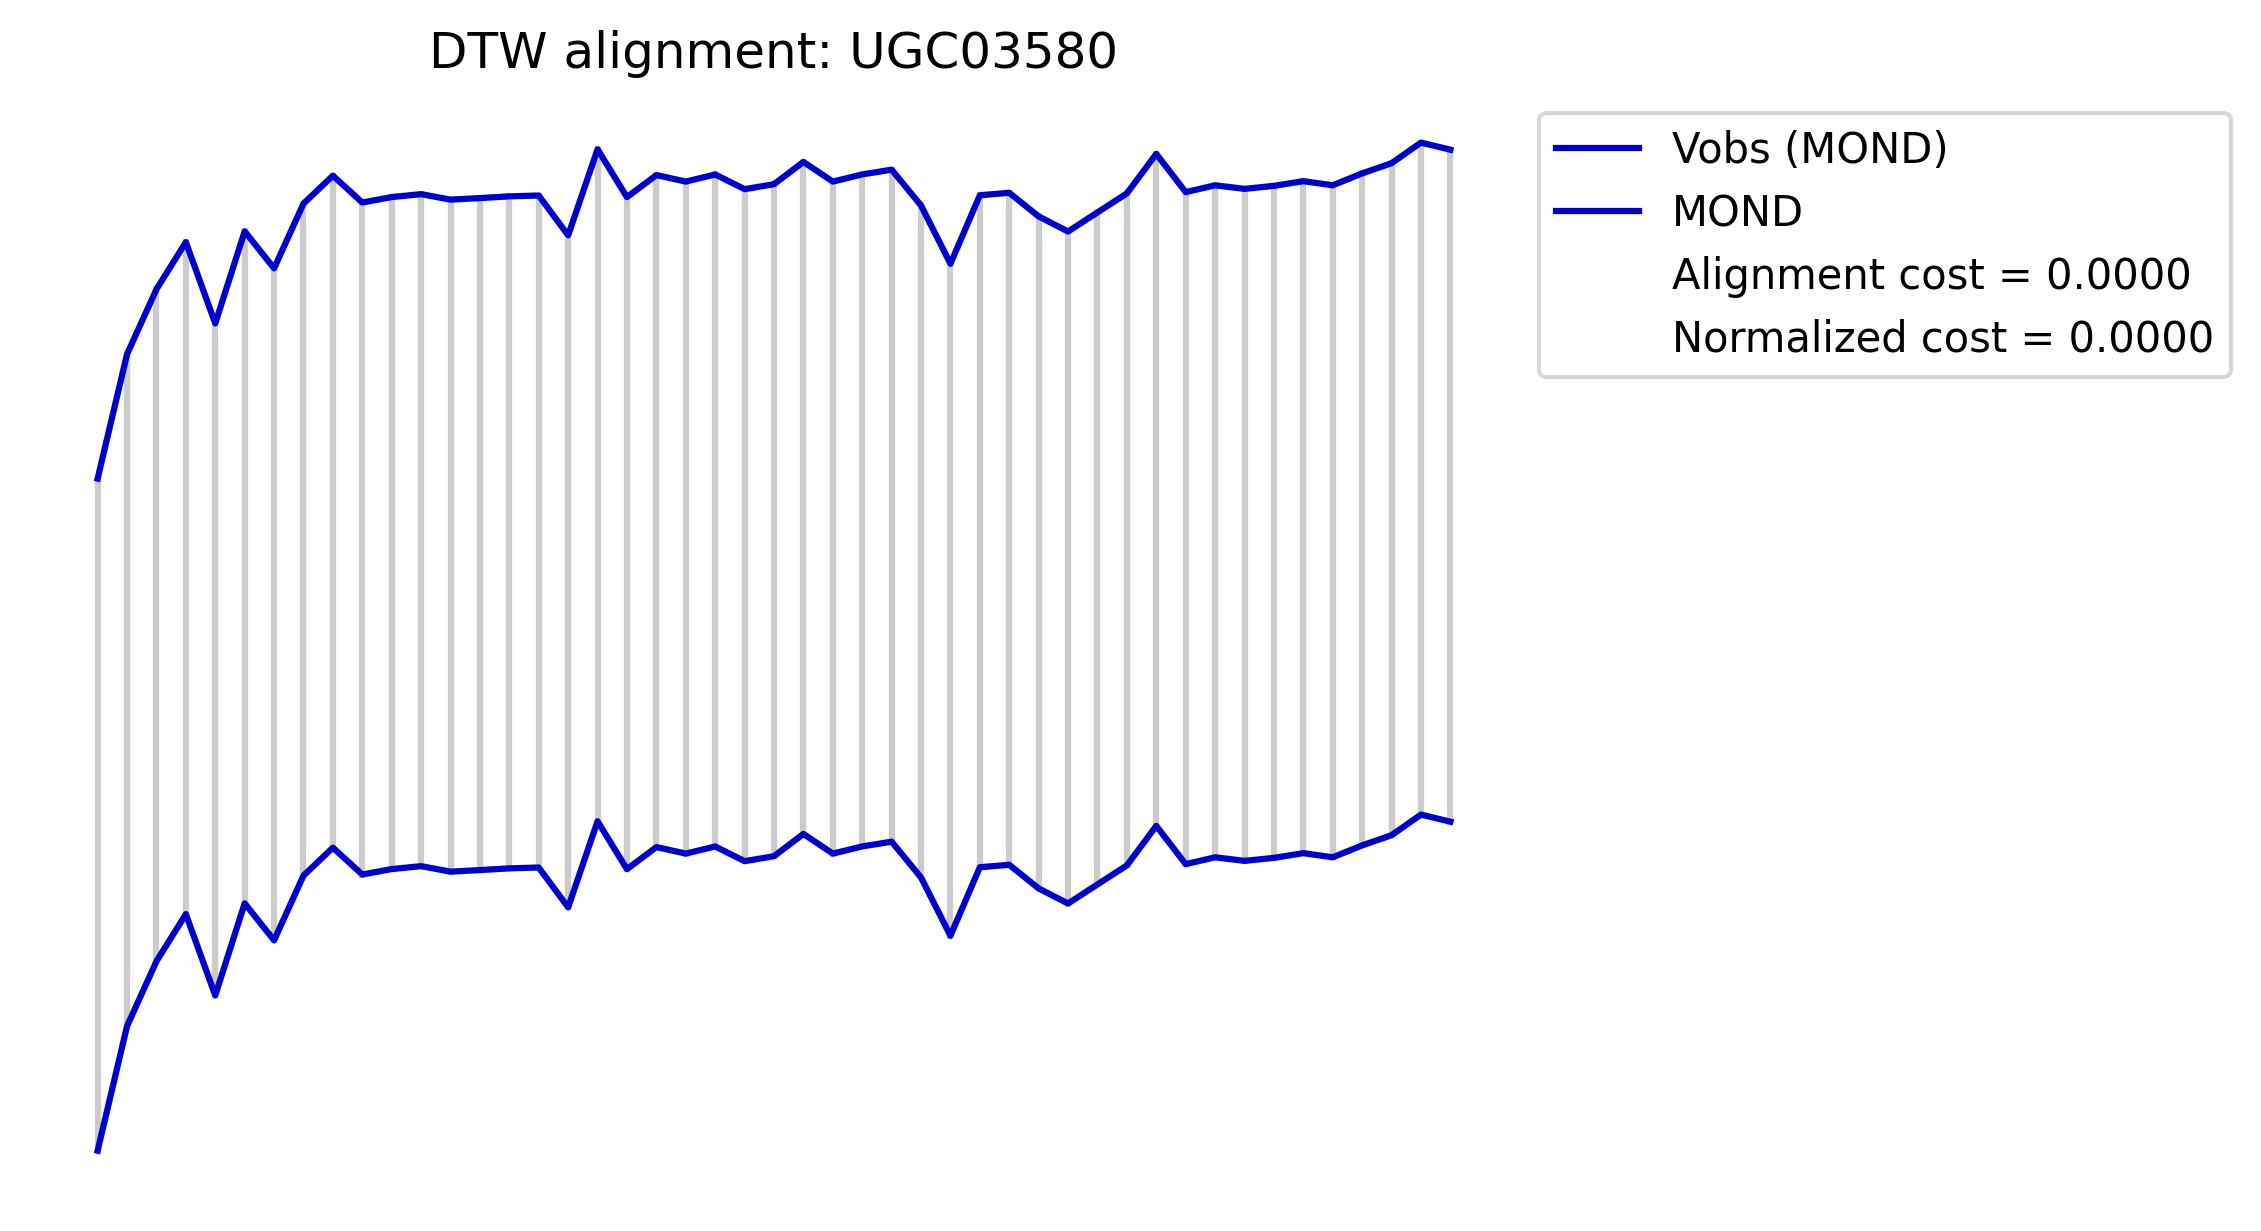 DTW alignment: UGC03580
Vobs (MOND)
MOND
Alignment cost = 0.0000
Normalized cost = 0.0000